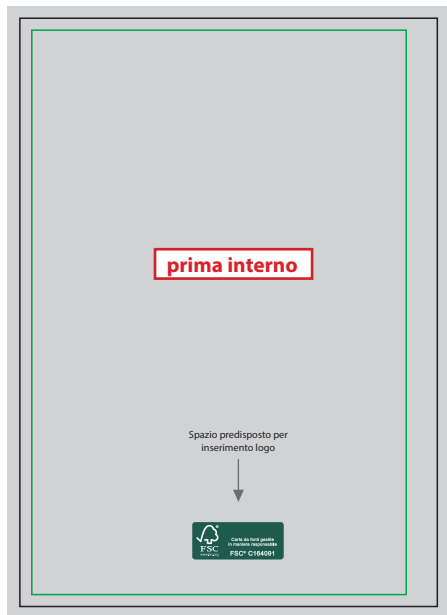 prima interno
Spazio predisposto per
inserimento logo
FSC
Carta da fonti gestite
in maniera responsabile
FSC® C164091